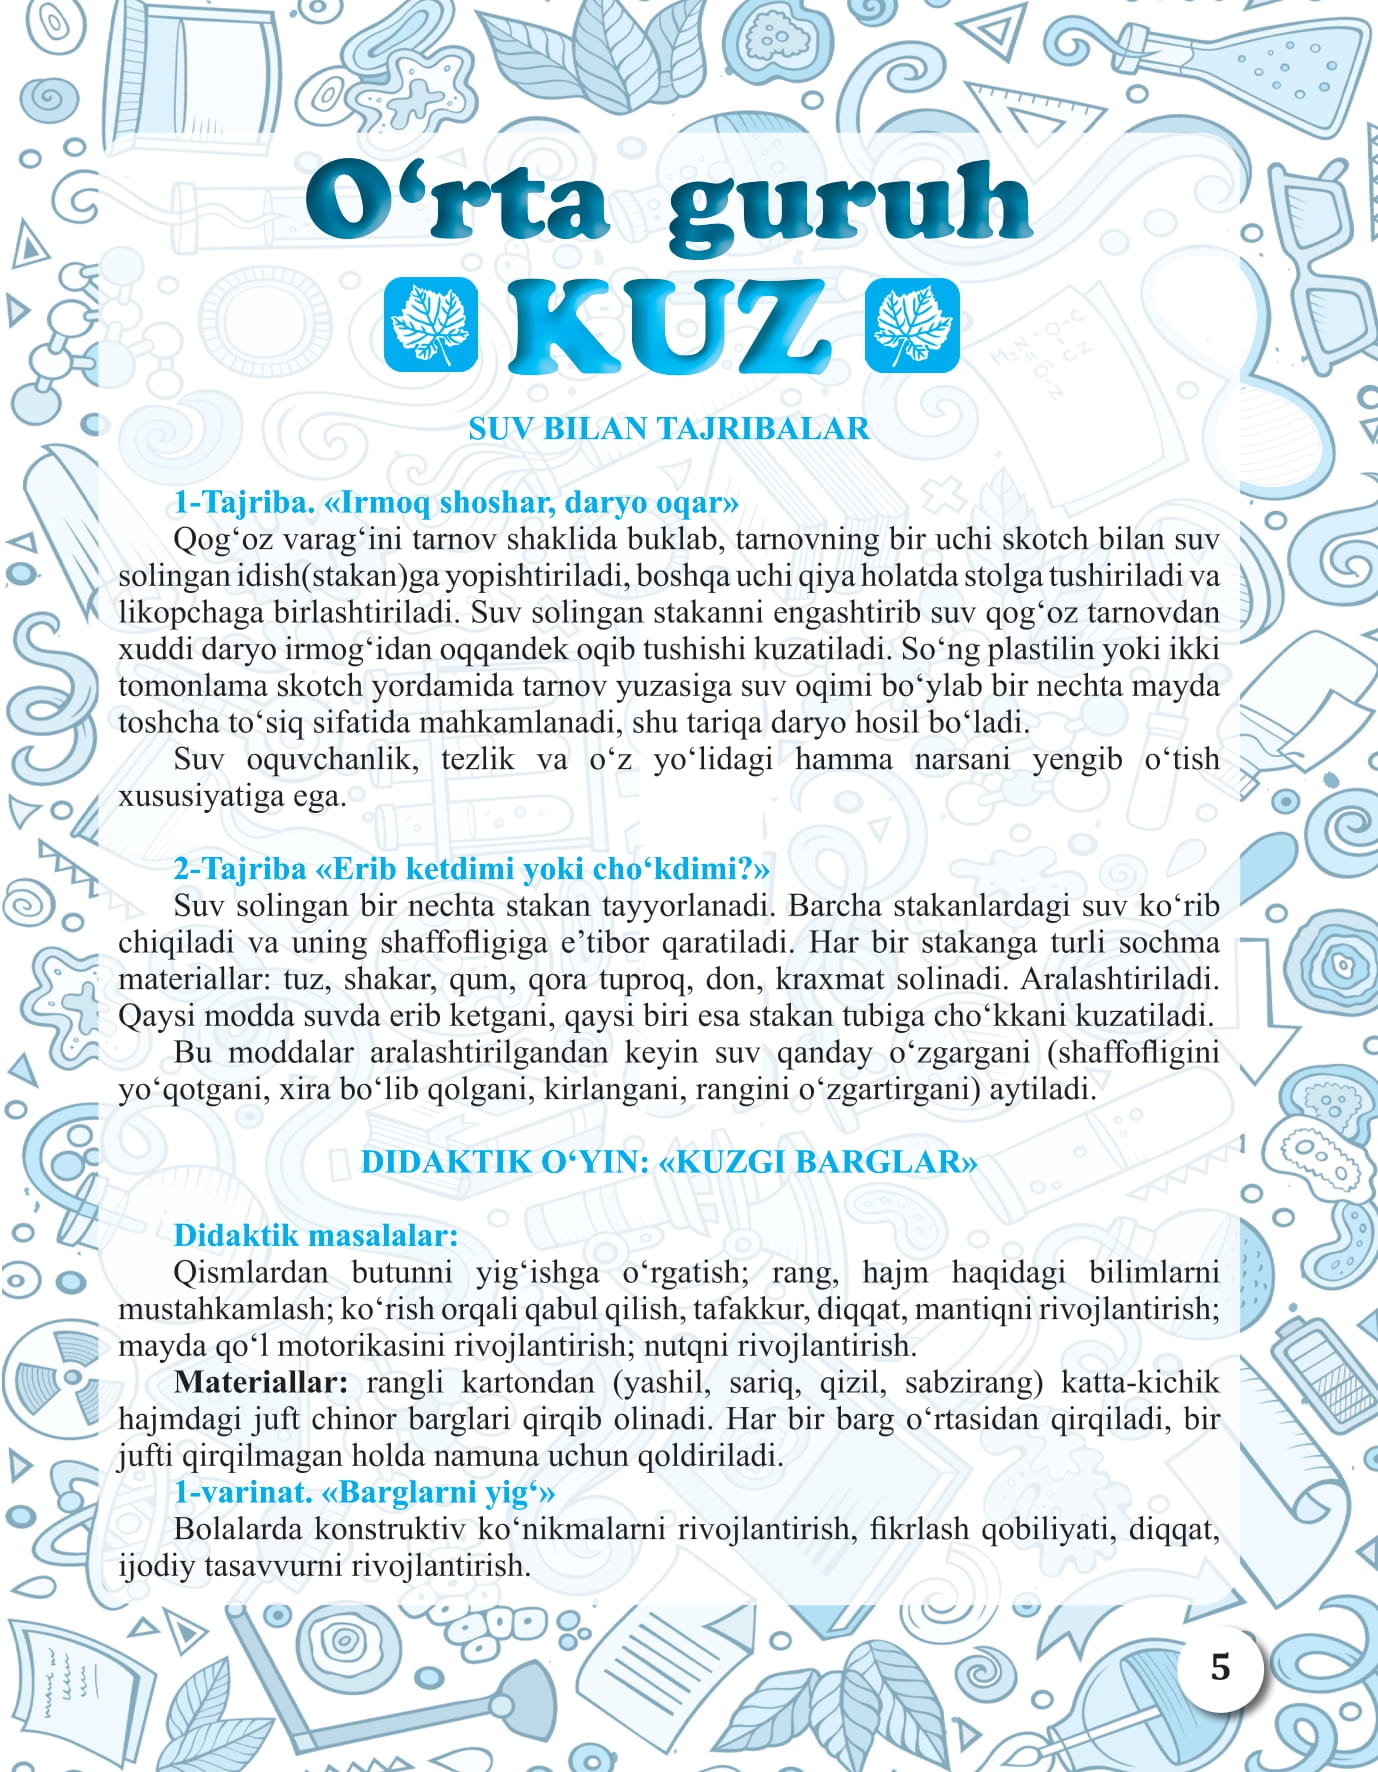 O‘rta guruh
KUZ
SUV BILAN TAJRIBALAR
1-Tajriba. «Irmoq shoshar, daryo oqar»
Qog‘oz varag‘ini tarnov shaklida buklab, tarnovning bir uchi skotch bilan suv
solingan idish(stakan)ga yopishtiriladi, boshqa uchi qiya holatda stolga tushiriladi va
likopchaga birlashtiriladi. Suv solingan stakanni engashtirib suv qog‘oz tarnovdan
xuddi daryo irmog‘idan oqqandek oqib tushishi kuzatiladi. So‘ng plastilin yoki ikki
tomonlama skotch yordamida tarnov yuzasiga suv oqimi bo‘ylab bir nechta mayda
toshcha to‘siq sifatida mahkamlanadi, shu tariqa daryo hosil bo‘ladi.
Suv oquvchanlik, tezlik va o‘z yo‘lidagi hamma narsani yengib o‘tish
xususiyatiga ega.
2-Tajriba «Erib ketdimi yoki cho‘kdimi?»
Suv solingan bir nechta stakan tayyorlanadi. Barcha stakanlardagi suv ko‘rib
chiqiladi va uning shaffofligiga e’tibor qaratiladi. Har bir stakanga turli sochma
materiallar: tuz, shakar, qum, qora tuproq, don, kraxmat solinadi. Aralashtiriladi.
Qaysi modda suvda erib ketgani, qaysi biri esa stakan tubiga cho‘kkani kuzatiladi.
Bu moddalar aralashtirilgandan keyin suv qanday o‘zgargani (shaffofligini
yo‘qotgani, xira bo‘lib qolgani, kirlangani, rangini o‘zgartirgani) aytiladi.
DIDAKTIK O‘YIN: «KUZGI BARGLAR»
Didaktik masalalar:
Qismlardan butunni yig‘ishga o‘rgatish; rang, hajm haqidagi bilimlarni
mustahkamlash; ko‘rish orqali qabul qilish, tafakkur, diqqat, mantiqni rivojlantirish;
mayda qo‘l motorikasini rivojlantirish; nutqni rivojlantirish.
Materiallar: rangli kartondan (yashil, sariq, qizil, sabzirang) katta-kichik
hajmdagi juft chinor barglari qirqib olinadi. Har bir barg o‘rtasidan qirqiladi, bir
jufti qirqilmagan holda namuna uchun qoldiriladi.
1-varinat. «Barglarni yig‘»
Bolalarda konstruktiv ko‘nikmalarni rivojlantirish, fikrlash qobiliyati, diqqat,
ijodiy tasavvurni rivojlantirish.
5